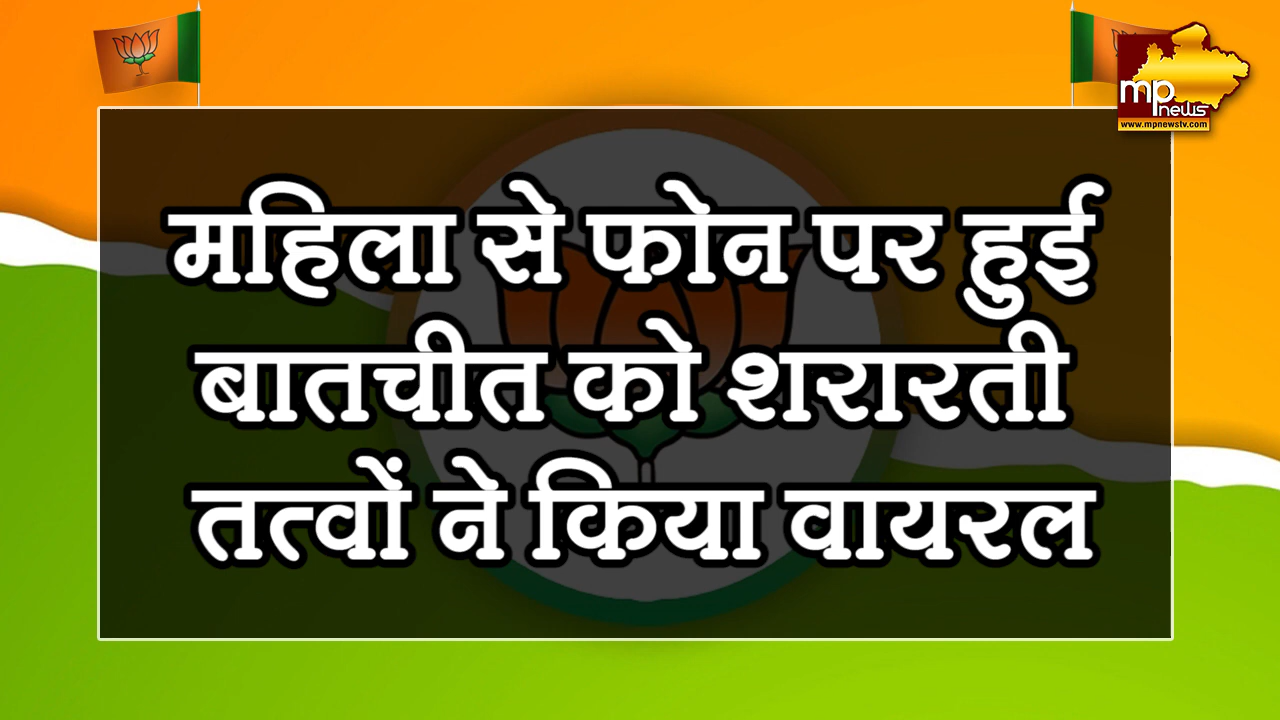 mp
news
www.mpnewstv.com
महिला से फोन पर हुई
बातचीत को शरारती
तत्वों ने किया वायरल